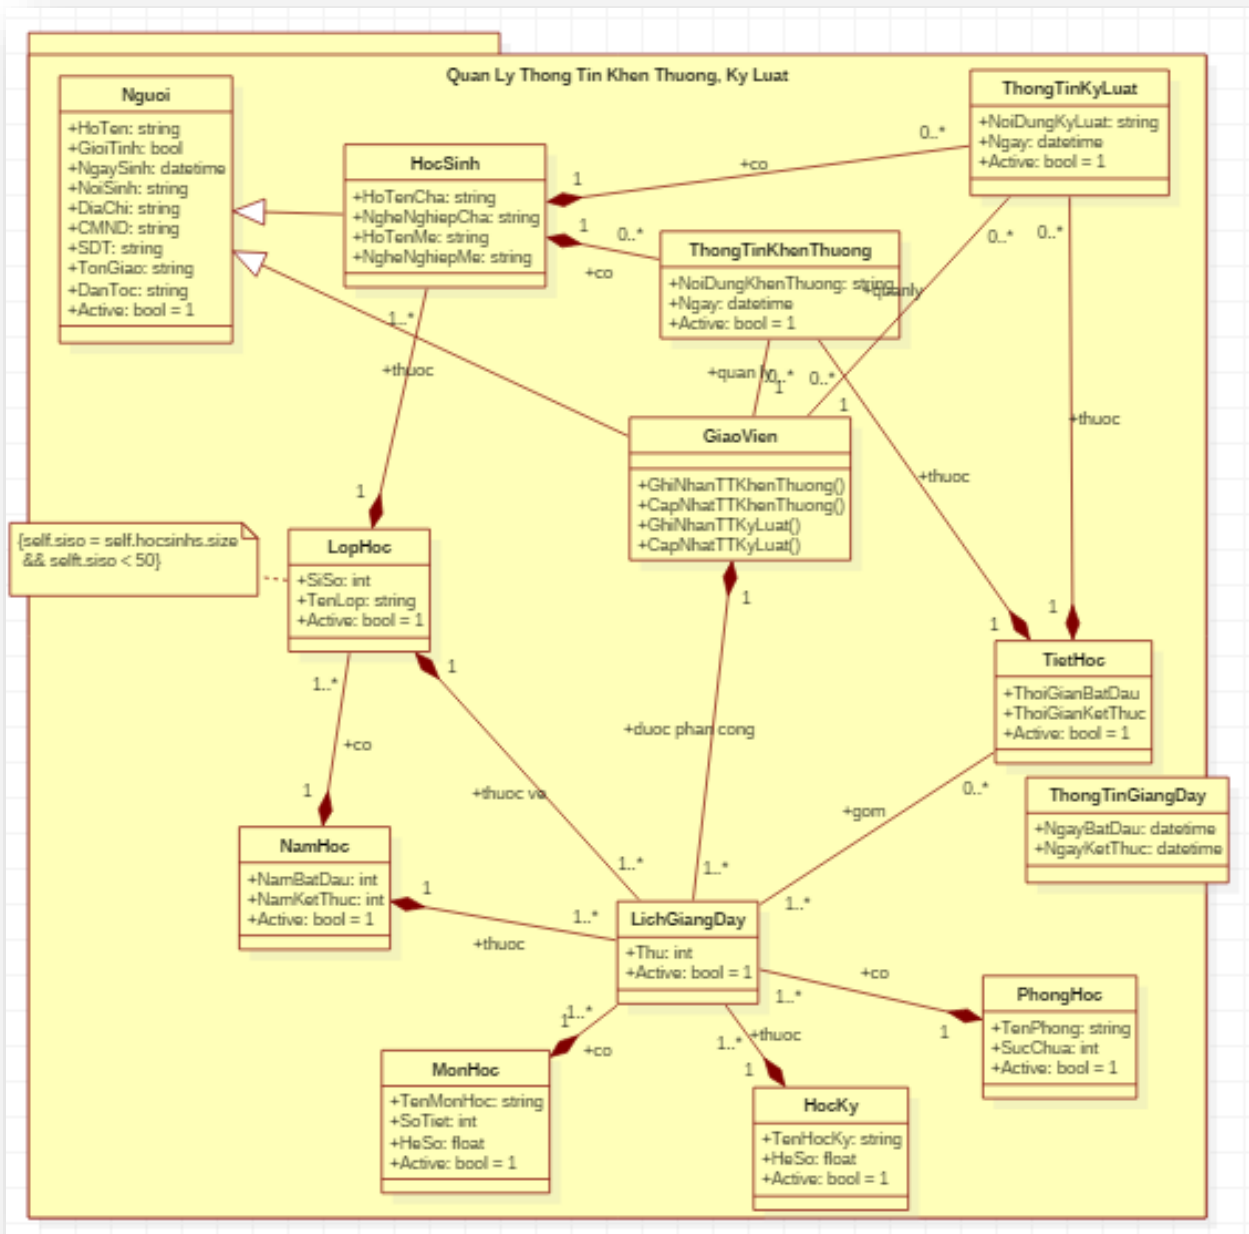 Quan Ly Thong Tin Khen Thuong, Ky Luat
Nguoi
+HoTen: string
+GioiTinh: bool
+NgaySinh: datetime
+NoiSinh: string
+DiaChi: string
+CMND: string
+SDT: string
+TonGiao: string
+DanToc: string
+Active: bool = 1
HocSinh
+HoTenCha: string
+NgheNghiepCha: string
+HoTenMe: string
+NgheNghiepMe: string
ThongTinKyLuat
+NoiDungKyLuat: string
+Ngay: datetime
+Active: bool = 1
1
+co
0..*
1
+co
0..*
ThongTinKhenThuong
+NoiDungKhenThuong: string
+Ngay: datetime
+Active: bool = 1
+quanly
0..*
0..*
1..*
+thuoc
1
+quan ly
0..*
1
0..*
1
+thuoc
+thuoc
GiaoVien
+GhiNhanTTKhenThuong()
+CapNhatTTKhenThuong()
+GhiNhanTTKyLuat()
+CapNhatTTKyLuat()
1
1
1
{self.siso = self.hocsinhs.size
&& selft.siso < 50}
LopHoc
+SiSo: int
+TenLop: string
+Active: bool = 1
TietHoc
+ThoiGianBatDau
+ThoiGianKetThuc
+Active: bool = 1
1..*
1
+co
1
+duoc phan cong
+thuoc ve
+gom
0..*
ThongTinGiangDay
+NgayBatDau: datetime
+NgayKetThuc: datetime
NamHoc
+NamBatDau: int
+NamKetThuc: int
+Active: bool = 1
1
+thuoc
1..*
1..*
1..*
1..*
LichGiangDay
+Thu: int
+Active: bool = 1
+co
1..*
1
PhongHoc
+TenPhong: string
+SucChua: int
+Active: bool = 1
1..*
1
+co
1..*
+thuoc
1
MonHoc
+TenMonHoc: string
+SoTiet: int
+HeSo: float
+Active: bool = 1
HocKy
+TenHocKy: string
+HeSo: float
+Active: bool = 1